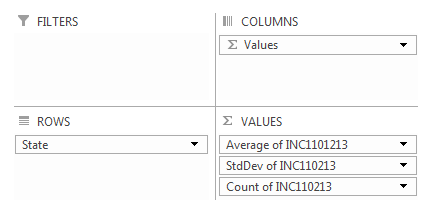 FILTERS
COLUMNS
Σ Values
ROWS
Σ VALUES
State
Average of INC1101213
StdDev of INC110213
Count of INC110213